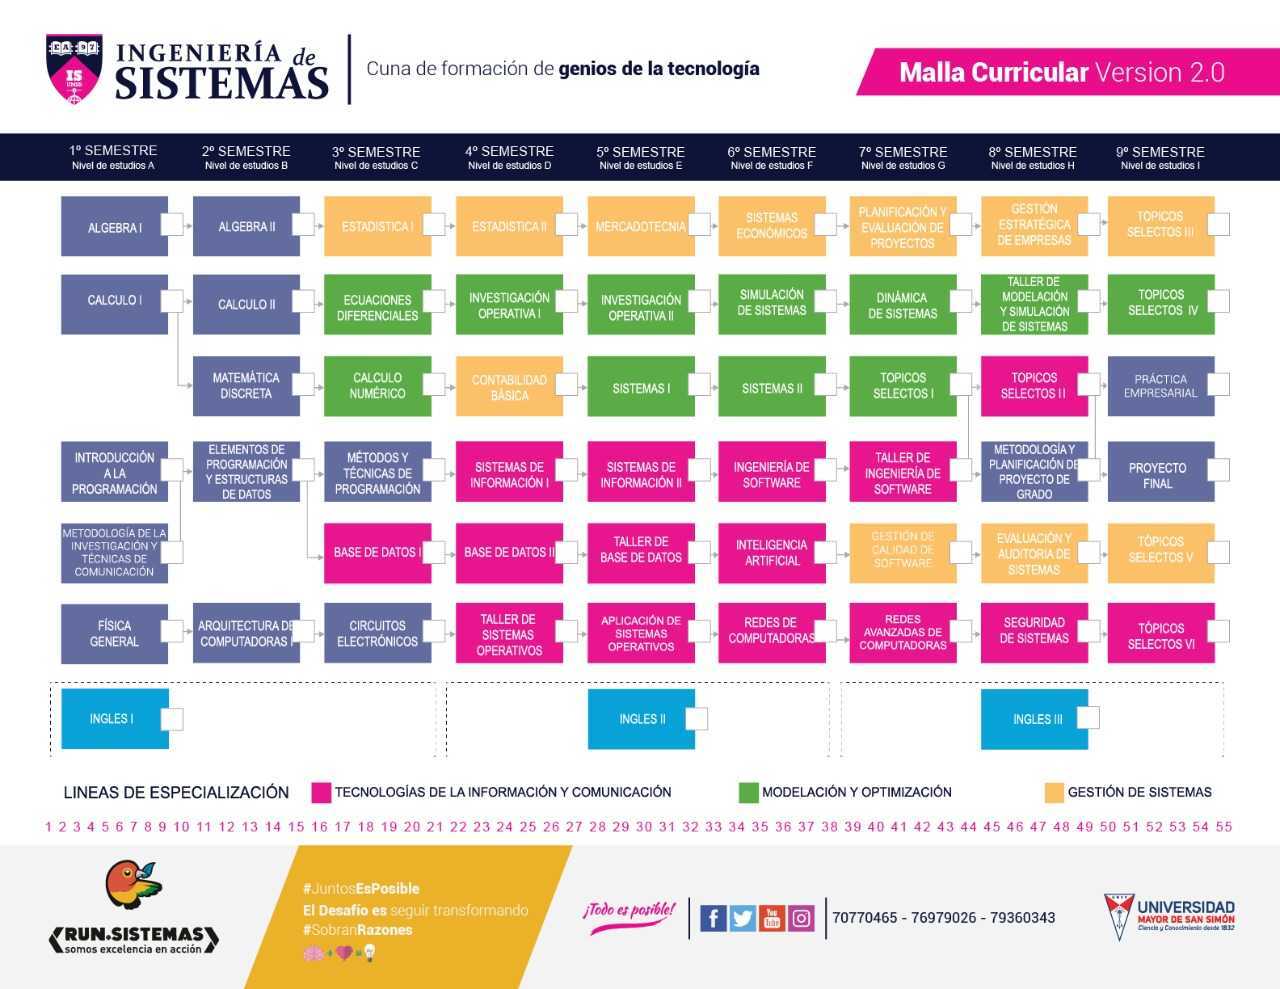 INGENIERÍA de
SISTEMAS
Cuna de formación de genios de la tecnología
Malla Curricular Version 2.0
1º SEMESTRE
Nivel de estudios A
2º SEMESTRE
Nivel de estudios B
3º SEMESTRE
Nivel de estudios C
4º SEMESTRE
Nivel de estudios D
5º SEMESTRE
Nivel de estudios E
6º SEMESTRE
Nivel de estudios F
7º SEMESTRE
Nivel de estudios G
8º SEMESTRE
Nivel de estudios H
9º SEMESTRE
Nivel de estudios I
ALGEBRA I
ALGEBRA II
ESTADISTICA I
ESTADISTICA II
MERCADOTECNIA
SISTEMAS
ECONÓMICOS
PLANIFICACIÓN Y
EVALUACIÓN DE
PROYECTOS
GESTIÓN
ESTRATÉGICA
DE EMPRESAS
TOPICOS
SELECTOS III
CALCULO I
CALCULO II
ECUACIONES
DIFERENCIALES
INVESTIGACIÓN
OPERATIVA I
INVESTIGACIÓN
OPERATIVA II
SIMULACIÓN
DE SISTEMAS
DINÁMICA
DE SISTEMAS
TALLER DE
MODELACIÓN
Y SIMULACIÓN
DE SISTEMAS
TOPICOS
SELECTOS IV
MATEMÁTICA
DISCRETA
CALCULO
NUMÉRICO
CONTABILIDAD
BÁSICA
SISTEMAS I
SISTEMAS II
TOPICOS
SELECTOS I
TOPICOS
SELECTOS II
PRÁCTICA
EMPRESARIAL
INTRODUCCIÓN
A LA
PROGRAMACIÓN
ELEMENTOS DE
PROGRAMACIÓN
Y ESTRUCTURAS
DE DATOS
MÉTODOS Y
TÉCNICAS DE
PROGRAMACIÓN
SISTEMAS DE
INFORMACIÓN I
SISTEMAS DE
INFORMACIÓN II
INGENIERÍA DE
SOFTWARE
TALLER DE
INGENIERÍA DE
SOFTWARE
METODOLOGÍA Y
PLANIFICACIÓN DE
PROYECTO DE
GRADO
PROYECTO
FINAL
METODOLOGÍA DE LA
INVESTIGACIÓN Y
TÉCNICAS DE
COMUNICACIÓN
BASE DE DATOS I
BASE DE DATOS II
TALLER DE
BASE DE DATOS
INTELIGENCIA
ARTIFICIAL
GESTIÓN DE
CALIDAD DE
SOFTWARE
EVALUACIÓN Y
AUDITORIA DE
SISTEMAS
TÓPICOS
SELECTOS V
FÍSICA
GENERAL
ARQUITECTURA DE
COMPUTADORAS I
CIRCUITOS
ELECTRÓNICOS
TALLER DE
SISTEMAS
OPERATIVOS
APLICACIÓN DE
SISTEMAS
OPERATIVOS
REDES DE
COMPUTADORAS
REDES
AVANZADAS DE
COMPUTADORAS
SEGURIDAD
DE SISTEMAS
TÓPICOS
SELECTOS VI
INGLES I
INGLES II
INGLES III
LINEAS DE ESPECIALIZACIÓN
TECNOLOGÍAS DE LA INFORMACIÓN Y COMUNICACIÓN
MODELACIÓN Y OPTIMIZACIÓN
GESTIÓN DE SISTEMAS
1 2 3 4 5 6 7 8 9 10 11 12 13 14 15 16 17 18 19 20 21 22 23 24 25 26 27 28 29 30 31 32 33 34 35 36 37 38 39 40 41 42 43 44 45 46 47 48 49 50 51 52 53 54 55
RUN.SISTEMAS
somos excelencia en acción
#JuntosEsPosible
El Desafío es seguir transformando
#SobranRazones
¡Todo es posible!
You
Tube
70770465 - 76979026 - 79360343
UNIVERSIDAD
MAYOR DE SAN SIMÓN
Ciencia y Conocimiento desde 1832